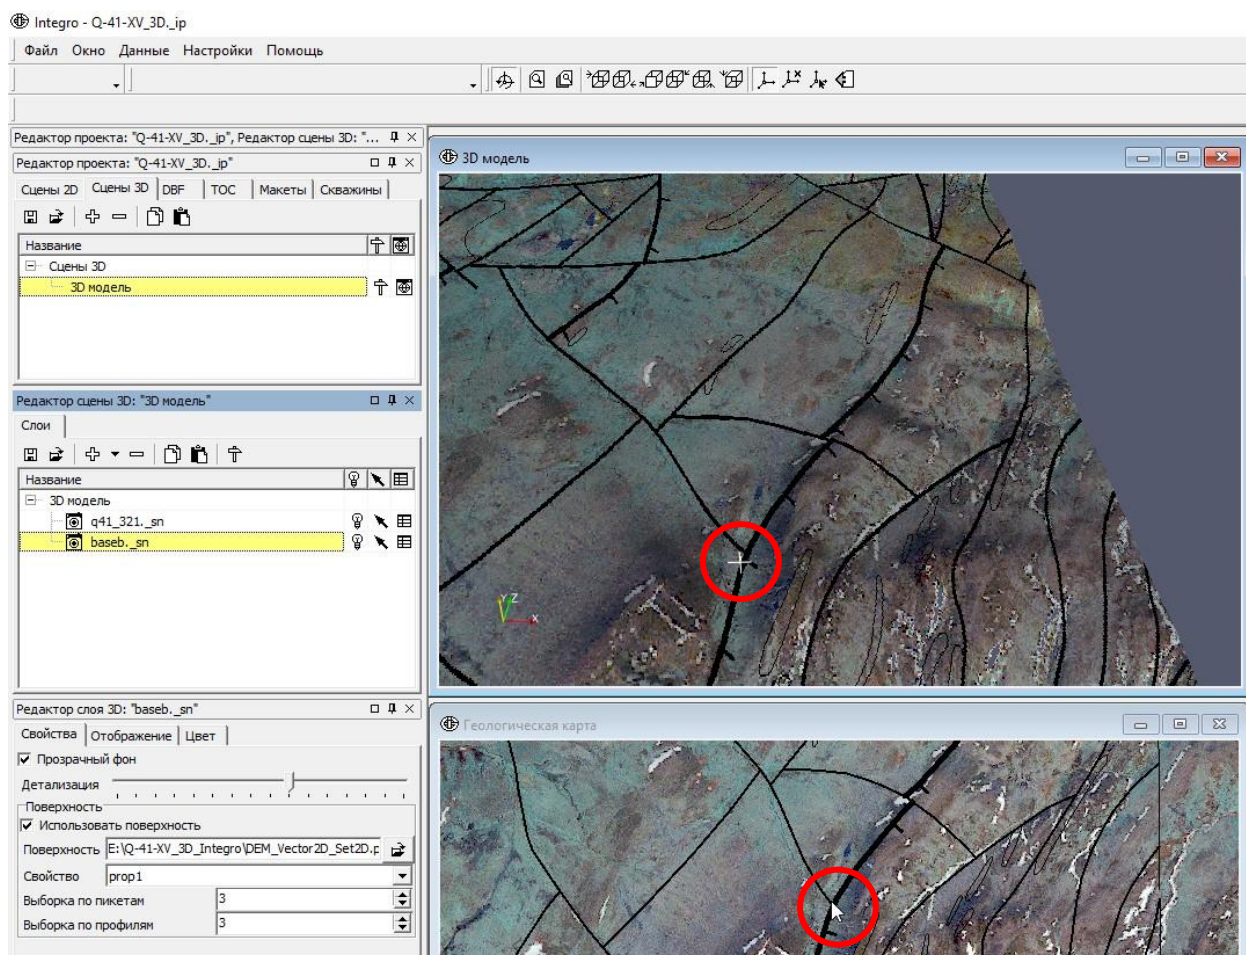 Integro - Q-41-XV_3D._ip
Файл Окно Данные Настройки Помощь
Редактор проекта: "Q-41-XV_3D._ip", Редактор сцены 3D: "...
Редактор проекта: "Q-41-XV_3D._ip"
Сцены 2D Сцены 3D DBF TOC Макеты Скважины
Название
Сцены 3D
3D модель
Редактор сцены 3D: "3D модель"
Слои
Название
3D модель
q41_321._sn
baseb._sn
Редактор слоя 3D: "baseb._sn"
Свойства Отображение Цвет
Прозрачный фон
Детализация
Поверхность
Использовать поверхность
Поверхность E:\Q-41-XV_3D_Integro\DEM_Vector2D_Set2D.p
Свойство prop1
Выборка по пикетам 3
Выборка по профилям 3
3D модель
Y Z
X
Геологическая карта